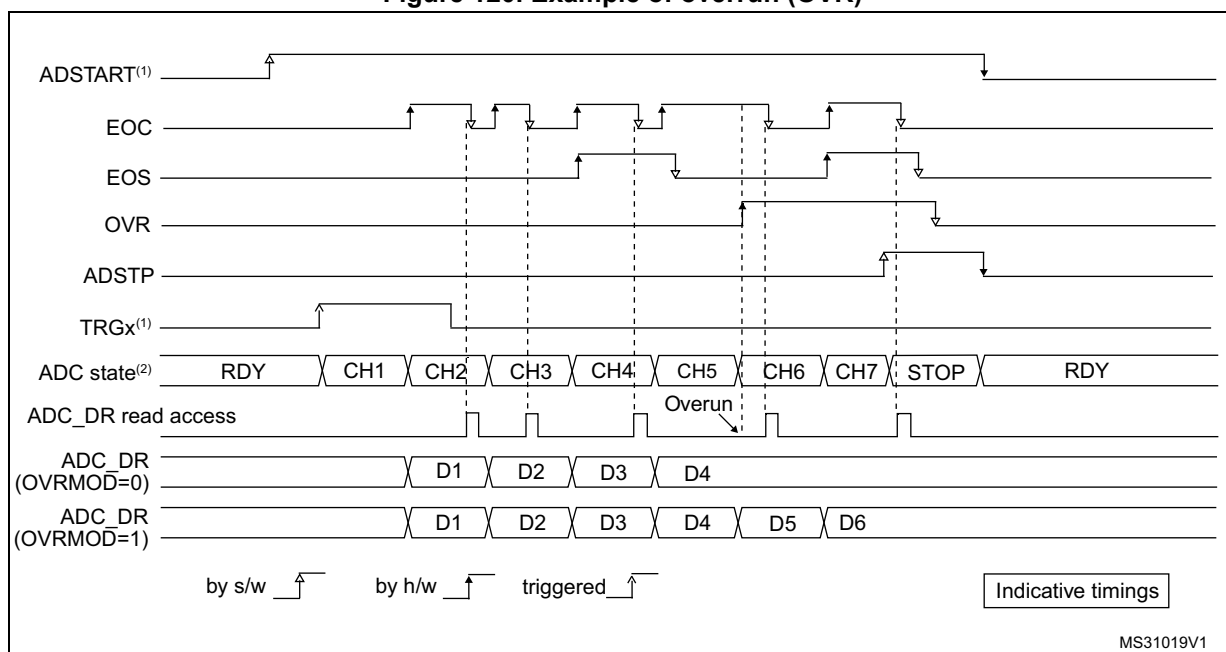 ADSTART(1)
EOC
EOS
OVR
ADSTP
TRGx(1)
ADC state(2) RDY CH1 CH2 CH3 CH4 CH5 CH6 CH7 STOP RDY
ADC_DR read access Overun
ADC_DR
(OVRMOD=0) D1 D2 D3 D4
ADC_DR
(OVRMOD=1) D1 D2 D3 D4 D5 D6
by s/w by h/w triggered Indicative timings
MS31019V1